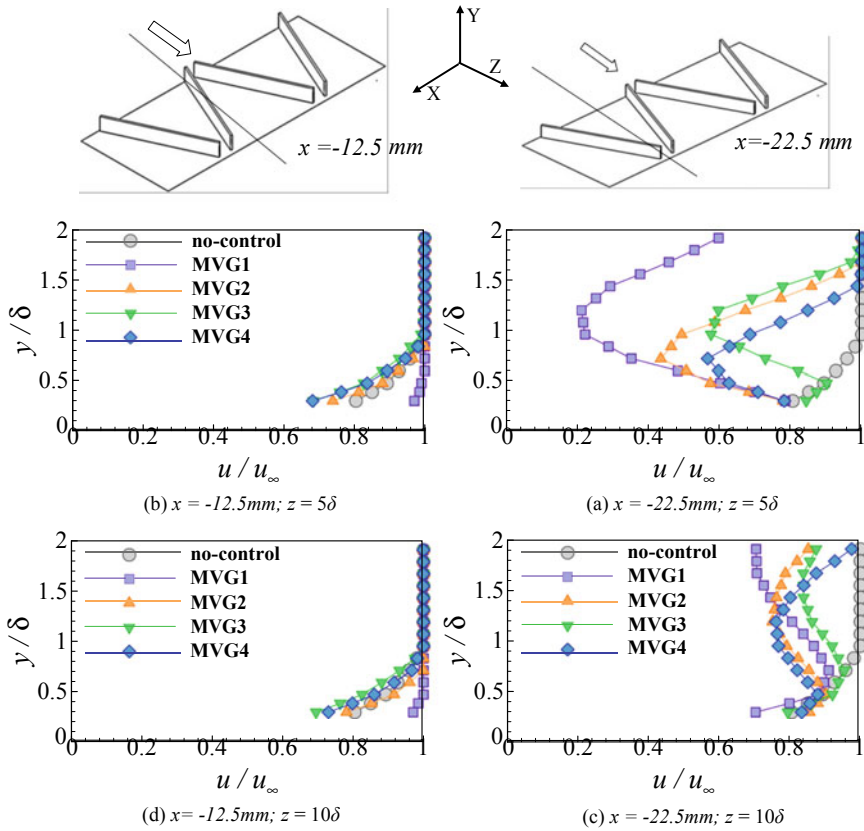 Y
Z
X
x =-12.5 mm
x=-22.5 mm
2
1.5
1
0.5
0
y / δ
no-control
MVG1
MVG2
MVG3
MVG4
0 0.2 0.4 0.6 0.8 1
u / u∞
(b) x = -12.5mm; z = 5δ
2
1.5
1
0.5
0
y / δ
0 0.2 0.4 0.6 0.8 1
u / u∞
(a) x = -22.5mm; z = 5δ
2
1.5
1
0.5
0
y / δ
no-control
MVG1
MVG2
MVG3
MVG4
0 0.2 0.4 0.6 0.8 1
u / u∞
(d) x= -12.5mm; z = 10δ
2
1.5
1
0.5
0
y / δ
no-control
MVG1
MVG2
MVG3
MVG4
0 0.2 0.4 0.6 0.8 1
u / u∞
(c) x = -22.5mm; z = 10δ